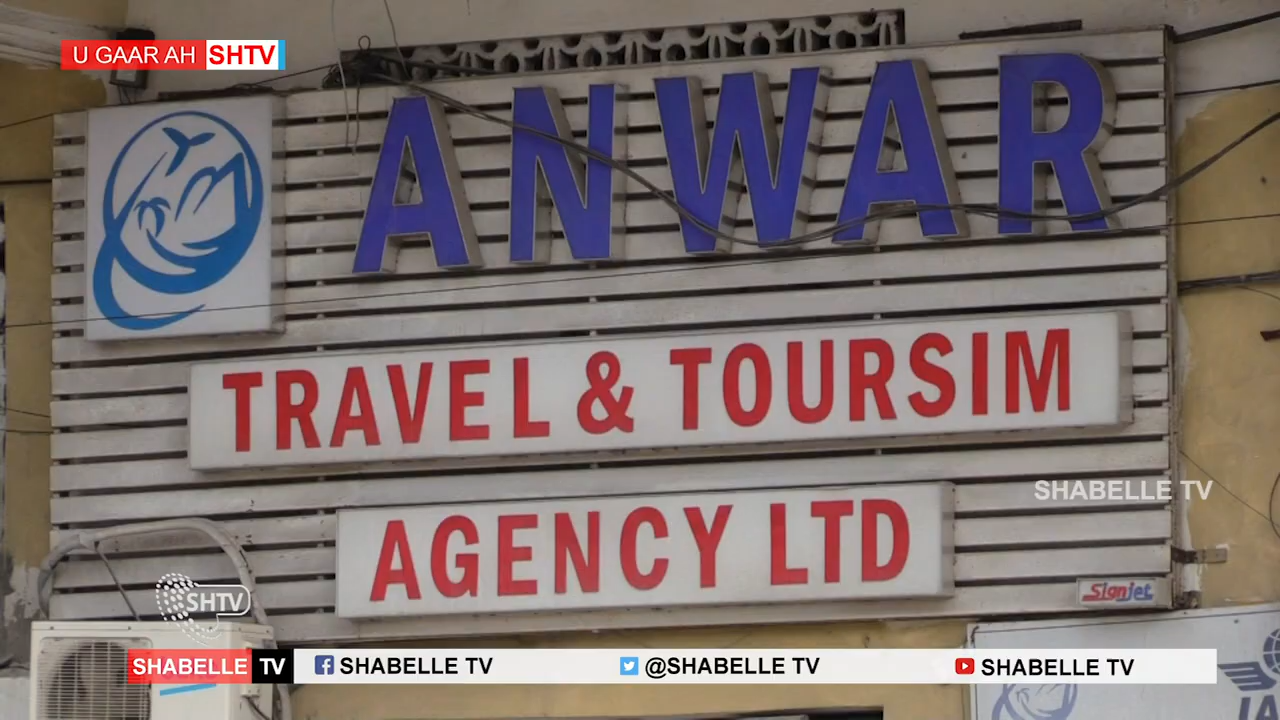 U GAAR AH SHTV
ANWAR
TRAVEL & TOURSIM
AGENCY LTD
SHABELLE TV
Signjet
SHTV
SHABELLE TV
SHABELLE TV
@SHABELLE TV
SHABELLE TV